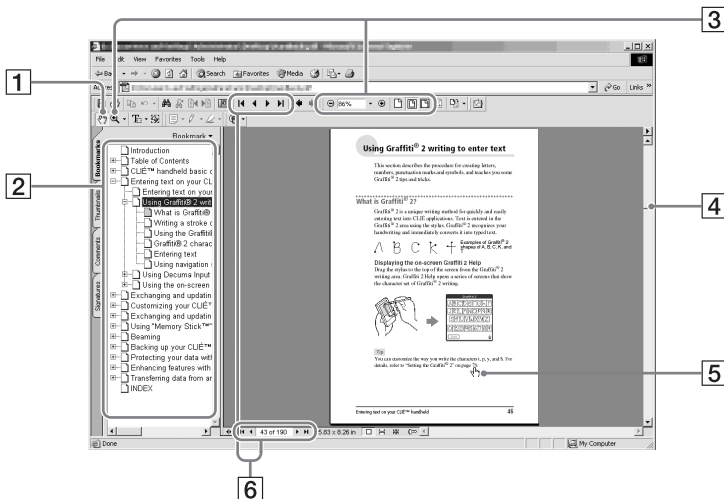 3
File Edit View Favorites Tools Help
1
Back Search Favorites Media
Go Links »
86%
Bookmark
Bookmarks
Thumbnails
Comments
Signatures
2
Introduction
Table of Contents
CLIÉ™ handheld basic o
Entering text on your CL
Entering text on your
Using Graffiti® 2 writ
What is Graffiti®
Writing a stroke o
Using the Graffiti
Graffiti® 2 charac
Entering text
Using navigation
Using Decuma Input
Using the on-screen
Exchanging and updatin
Customizing your CLIÉ™
Exchanging and updatin
Using "Memory Stick™"
Beaming
Backing up your CLIÉ™
Protecting your data with
Enhancing features with
Transferring data from an
INDEX
Using Graffiti® 2 writing to enter text
This section describes the procedure for creating letters,
numbers, punctuation marks and symbols, and teaches you some
Graffiti® 2 tips and tricks.
What is Graffiti® 2?
Graffiti® 2 is a unique writing method for quickly and easily
entering text into CLIE applications. Text is entered in the
Graffiti® 2 area using the stylus. Graffiti® 2 recognizes your
handwriting and immediately converts it into typed text.
Examples of Graffiti® 2
shapes of A, B, C, K, and
Displaying the on-screen Graffiti 2 Help
Drag the stylus to the top of the screen from the Graffiti® 2
writing area. Graffiti 2 Help opens a series of screens that show
the character set of Graffiti® 2 writing.
Tip
You can customize the way you write the characters t, p, y, and $. For
details, refer to "Setting the Graffiti® 2" on page
Entering text on your CLIÉ™ handheld 46
4
5
43 of 190 5.83 x 8.26 in
Done My Computer
6